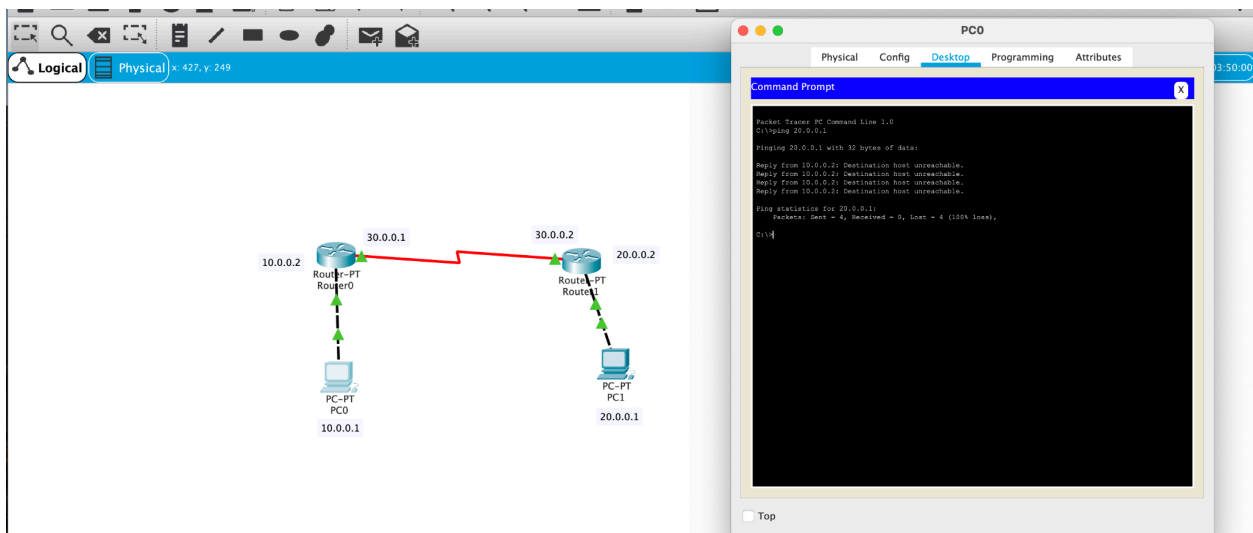 Logical
Physical
x: 427, y: 249
30.0.0.1
30.0.0.2
10.0.0.2
20.0.0.2
Router-PT
Router0
Router-PT
Router1
PC-PT
PC0
10.0.0.1
PC-PT
PC1
20.0.0.1
PC0
Physical Config Desktop Programming Attributes
03:50:00
Command Prompt
X
Packet Tracer PC Command Line 1.0
C:\>ping 20.0.0.1
Pinging 20.0.0.1 with 32 bytes of data:
Reply from 10.0.0.2: Destination host unreachable.
Reply from 10.0.0.2: Destination host unreachable.
Reply from 10.0.0.2: Destination host unreachable.
Reply from 10.0.0.2: Destination host unreachable.
Ping statistics for 20.0.0.1:
Packets: Sent = 4, Received = 0, Lost = 4 (100% loss),
C:\>
Top